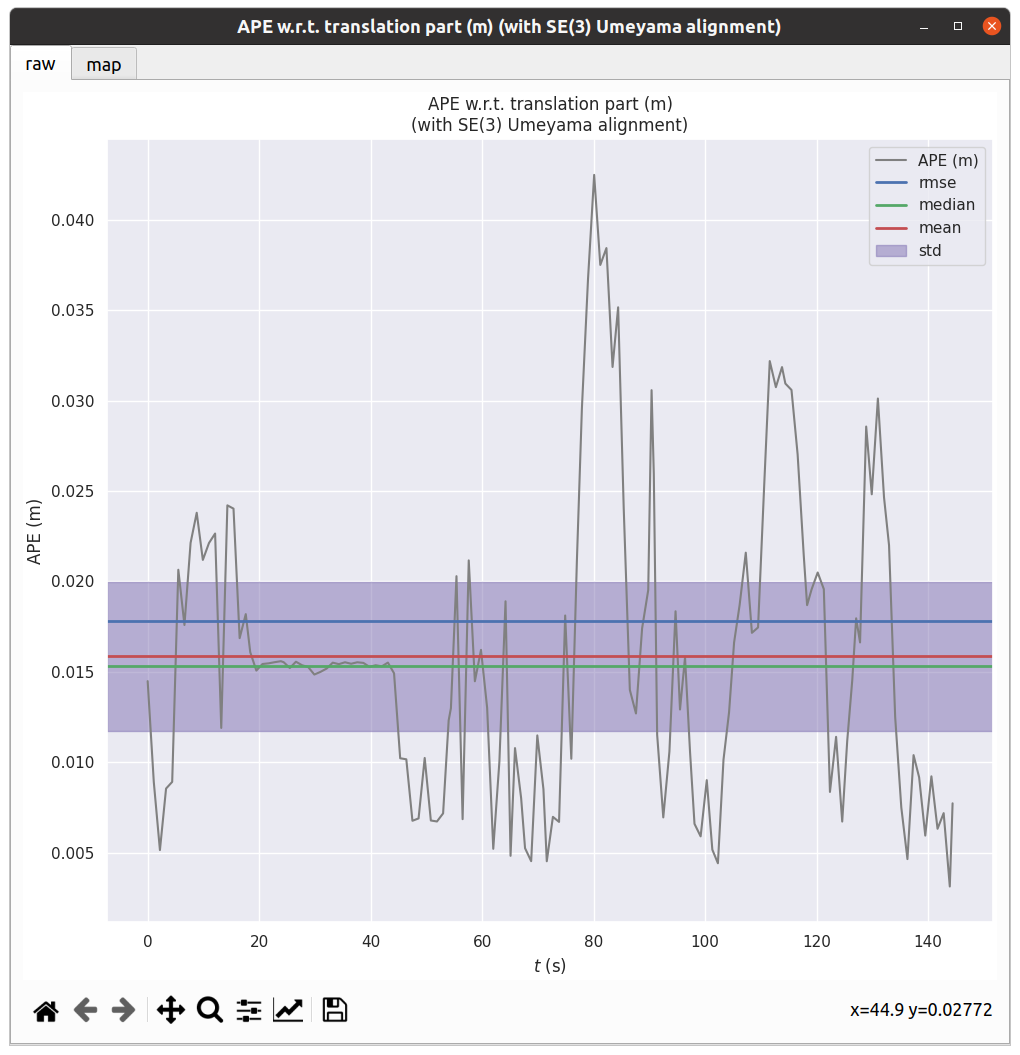 APE w.r.t. translation part (m) (with SE(3) Umeyama alignment)
raw
map
APE w.r.t. translation part (m)
(with SE(3) Umeyama alignment)
APE (m)
rmse
median
mean
std
0.040
0.035
0.030
0.025
0.020
0.015
0.010
0.005
APE (m)
0 20 40 60 80 100 120 140
t (s)
x=44.9 y=0.02772